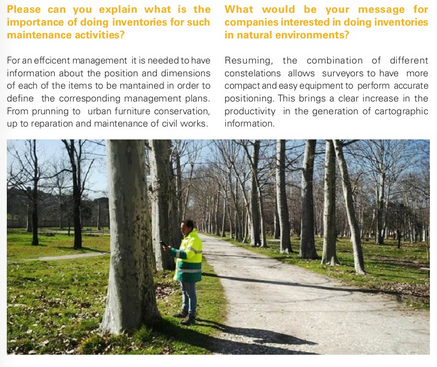 Please can you explain what is the
importance of doing inventories for such
maintenance activities?
For an effcicent management it is needed to have
information about the position and dimensions
of each of the items to be mantained in order to
define the corresponding management plans.
From prunning to urban furniture conservation,
up to reparation and maintenance of civil works.
What would be your message for
companies interested in doing inventories
in natural environments?
Resuming, the combination of different
constelations allows surveyors to have more
compact and easy equipment to perform accurate
positioning. This brings a clear increase in the
productivity in the generation of cartographic
information.